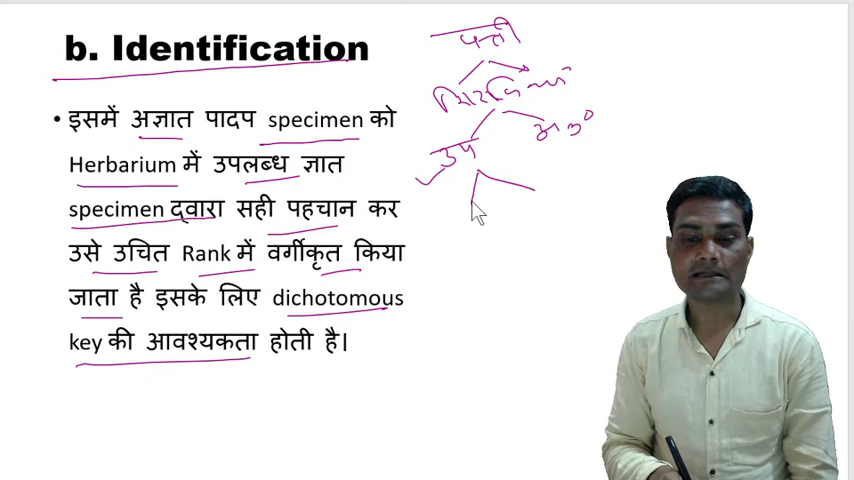 b. Identification
• इसमें अज्ञात पादप specimen को
Herbarium में उपलब्ध ज्ञात
specimen द्वारा सही पहचान कर
उसे उचित Rank में वर्गीकृत किया
जाता है इसके लिए dichotomous
key की आवश्यकता होती है।
पत्ती
उप